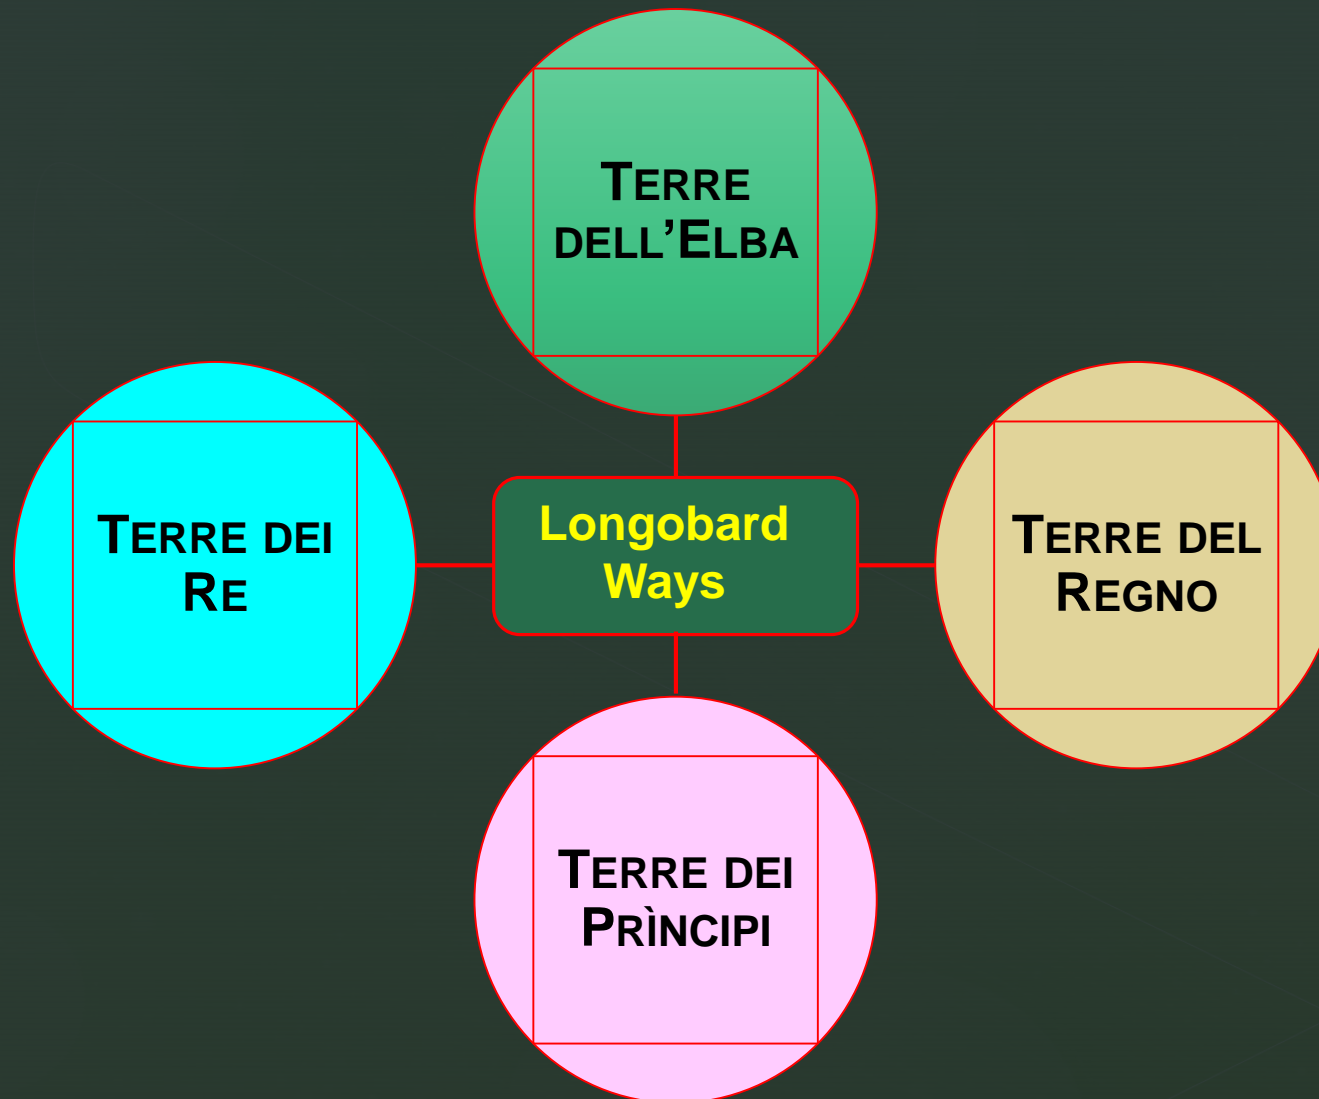 TERRE
DELL’ELBA
TERRE DEI
RE
Longobard
Ways
TERRE DEL
REGNO
TERRE DEI
PRÌNCIPI